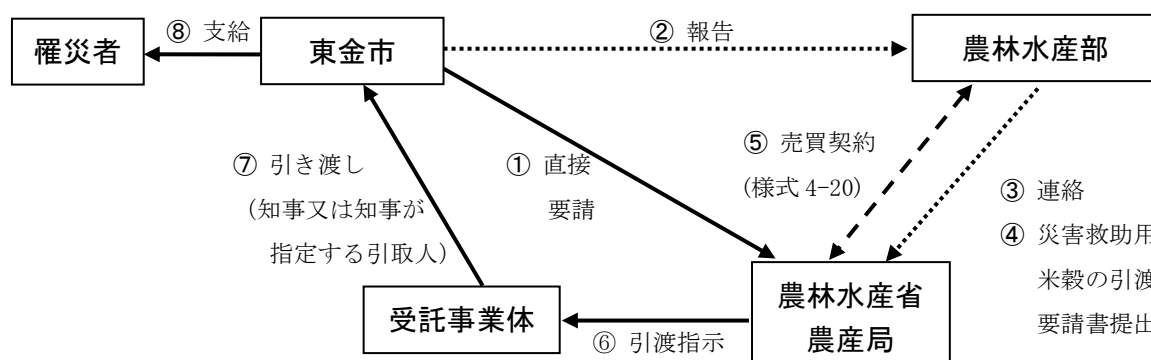 ⑧ 支給
② 報告
罹災者
東金市
農林水産部
⑤ 売買契約
(様式 4-20)
⑦ 引き渡し
(知事又は知事が
指定する引取人)
① 直接
要請
③ 連絡
④ 災害救助用
米穀の引渡
要請書提出
農林水産省
農産局
受託事業体
⑥ 引渡指示